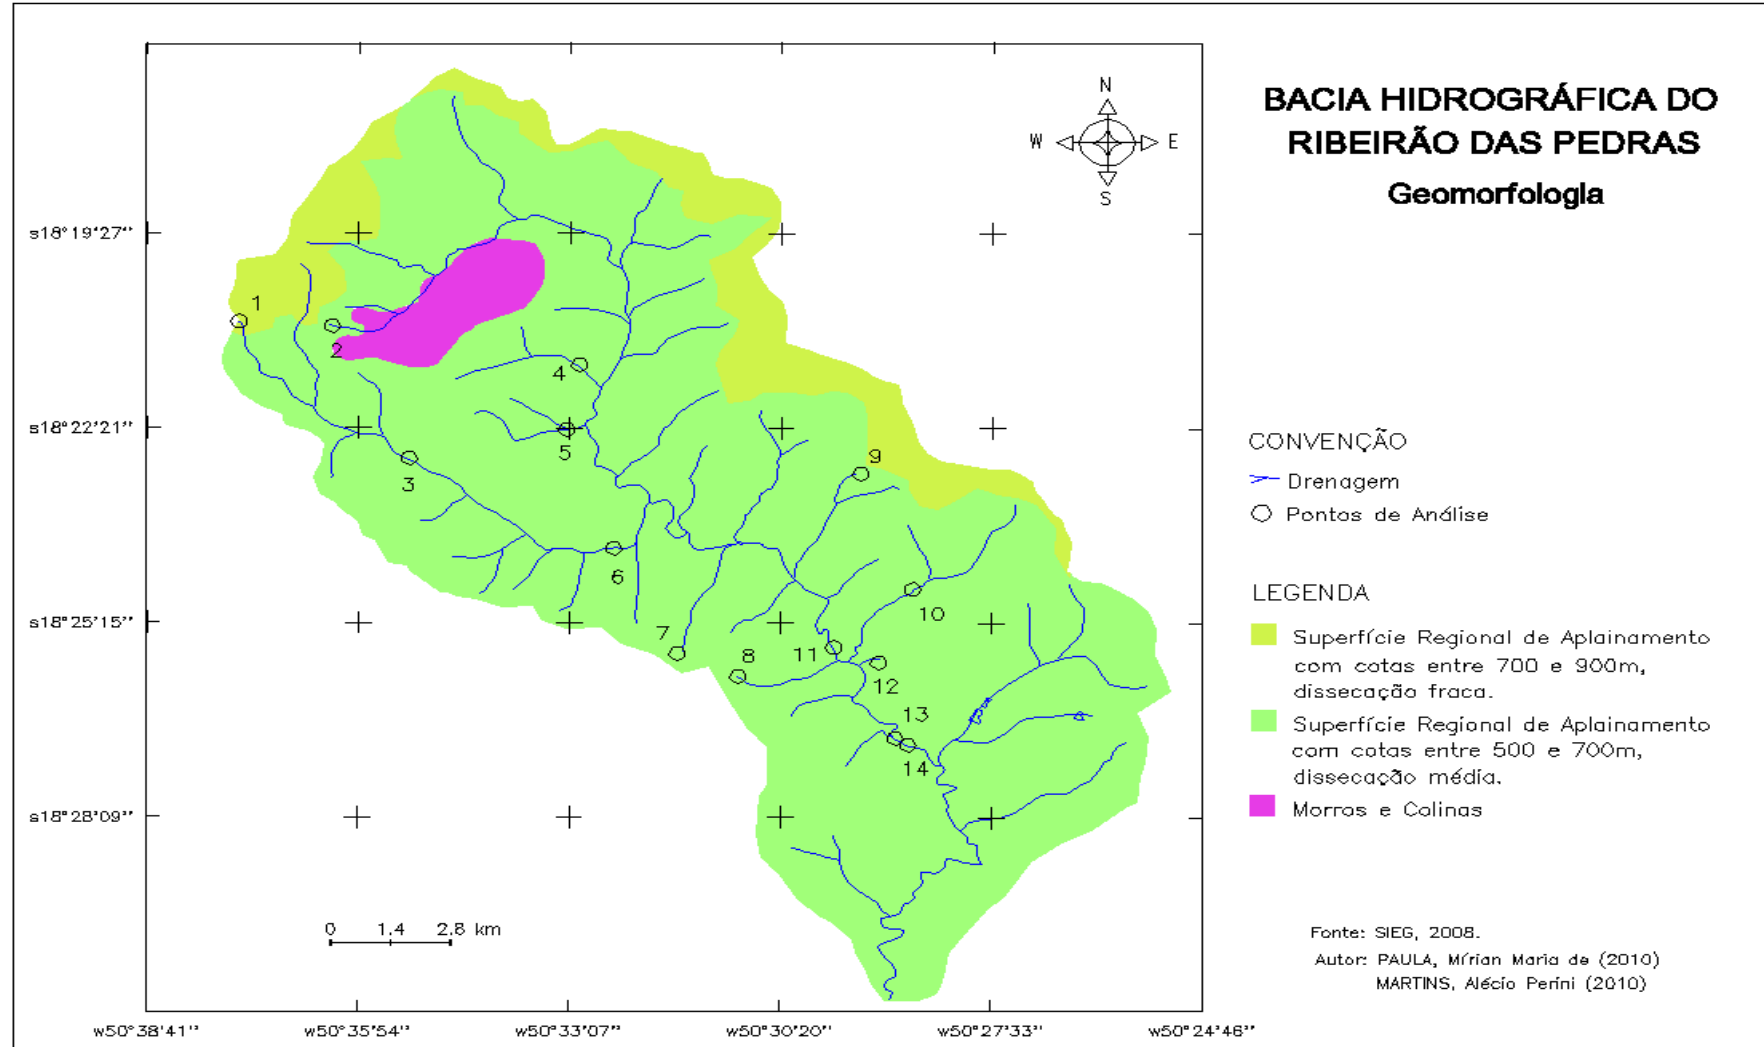 BACIA HIDROGRÁFICA DO
RIBEIRÃO DAS PEDRAS
Geomorfologia
N
W
E
S
s18°19'27"
s18°22'21"
s18°25'15"
s18°28'09"
1
2
3
4
5
6
7
8
9
10
11
12
13
14
CONVENÇÃO
Drenagem
Pontos de Análise
LEGENDA
Superfície Regional de Aplainamento
com cotas entre 700 e 900m,
dissecação fraca.
Superfície Regional de Aplainamento
com cotas entre 500 e 700m,
dissecação média.
Morros e Colinas
0 1.4 2.8 km
Fonte: SIEG, 2008.
Autor: PAULA, Mírian Maria de (2010)
MARTINS, Alécio Perini (2010)
w50°38'41" w50°35'54" w50°33'07" w50°30'20" w50°27'33" w50°24'46"